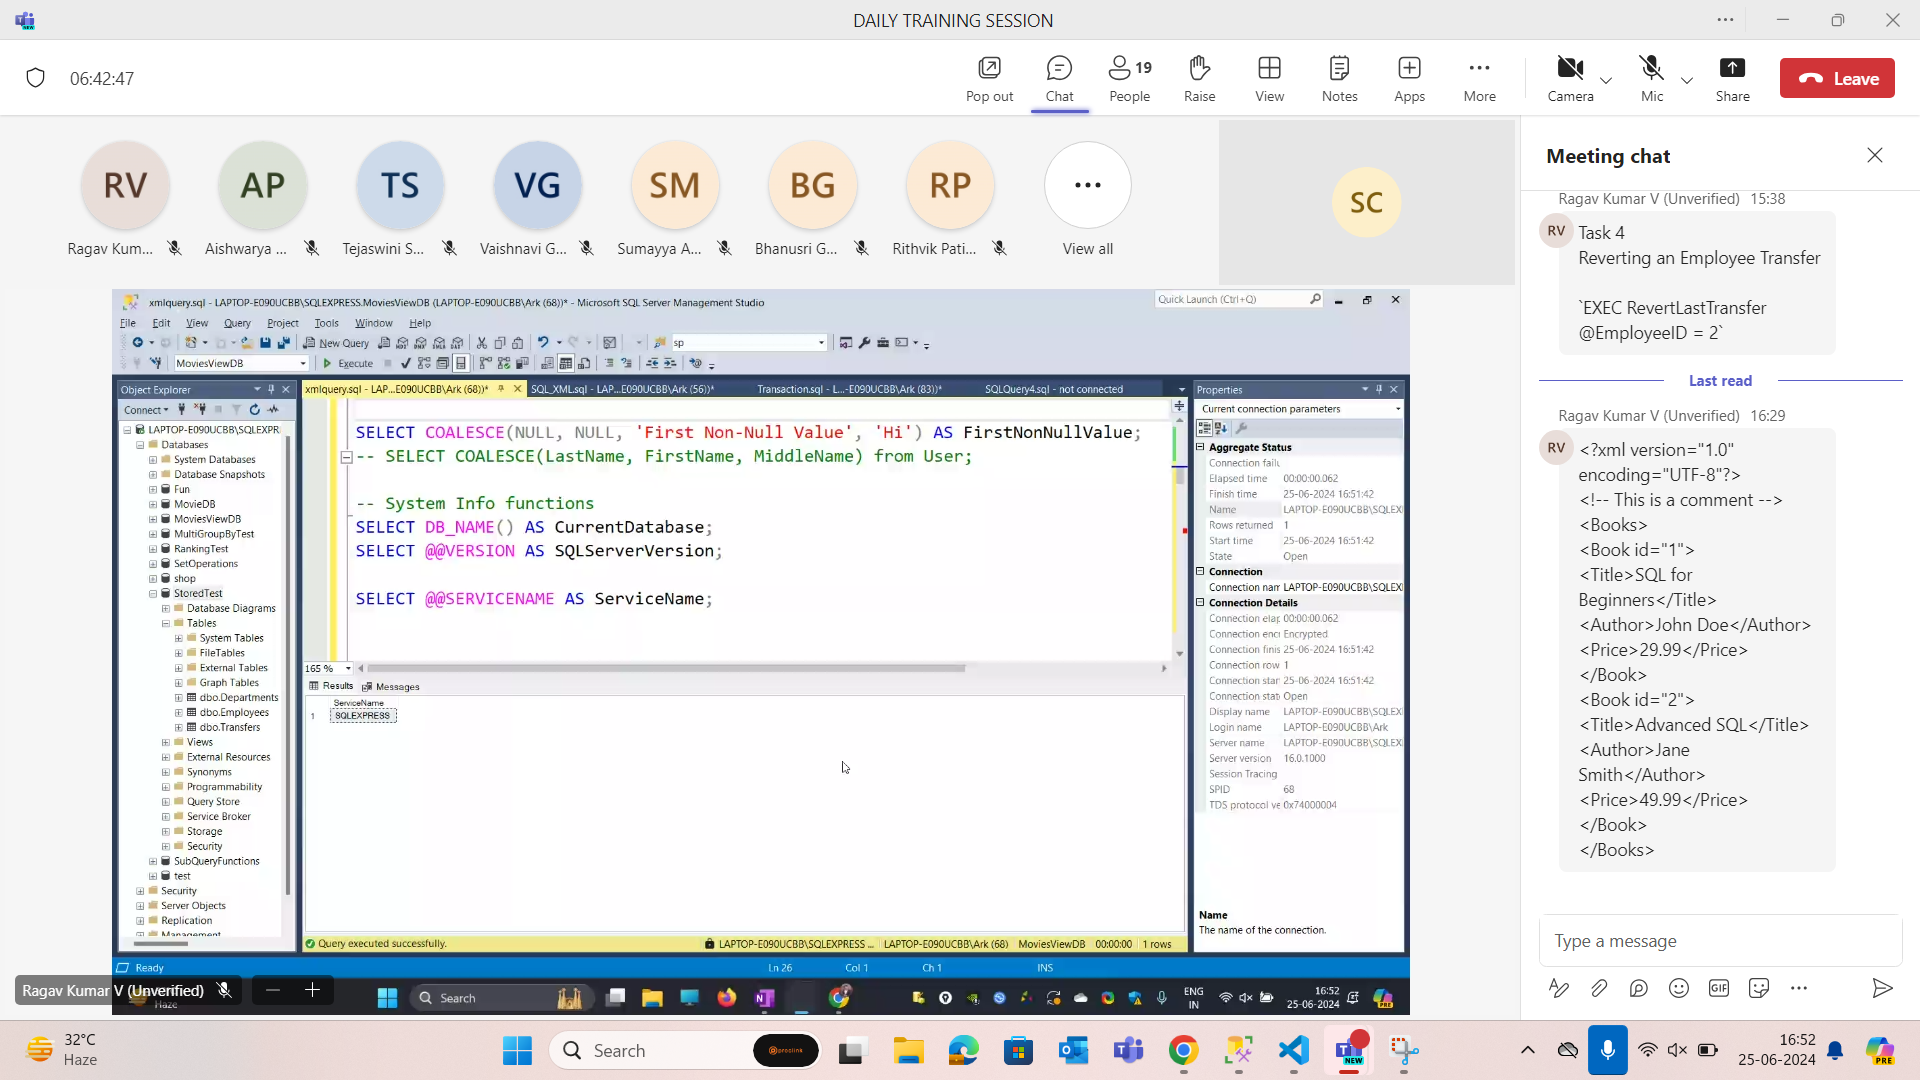 DAILY TRAINING SESSION
06:42:47
Pop out
Chat
19
People
Raise
View
Notes
Apps
More
Camera
Mic
Share
Leave
RV
AP
TS
VG
SM
BG
RP
SC
Ragav Kum...
Aishwarya ...
Tejaswini S...
Vaishnavi G...
Sumayya A...
Bhanusri G...
Rithvik Pati...
View all
xmlquery.sql - LAPTOP-E090UCBB\SQLEXPRESS.MoviesViewDB (LAPTOP-E090UCBB\Ark (68))* - Microsoft SQL Server Management Studio
Quick Launch (Ctrl+Q)
File Edit View Query Project Tools Window Help
New Query
sp
MoviesViewDB
Execute
Object Explorer
Connect
LAPTOP-E090UCBB\SQLEXPR
Databases
System Databases
Database Snapshots
Fun
MovieDB
MoviesViewDB
MultiGroupByTest
RankingTest
SetOperations
shop
StoredTest
Database Diagrams
Tables
System Tables
FileTables
External Tables
Graph Tables
dbo.Departments
dbo.Employees
dbo.Transfers
Views
External Resources
Synonyms
Programmability
Query Store
Service Broker
Storage
Security
SubQueryFunctions
test
Security
Server Objects
Replication
Management
xmlquery.sql - LAP...E090UCBB\Ark (68))*
SQL_XML.sql - LAP...E090UCBB\Ark (56))*
Transaction.sql - L...-E090UCBB\Ark (83))*
SQLQuery4.sql - not connected
SELECT COALESCE(NULL, NULL, 'First Non-Null Value', 'Hi') AS FirstNonNullValue;
-- SELECT COALESCE(LastName, FirstName, MiddleName) from User;
-- System Info functions
SELECT DB_NAME() AS CurrentDatabase;
SELECT @@VERSION AS SQLServerVersion;
SELECT @@SERVICENAME AS ServiceName;
165 %
Results
Messages
ServiceName
1 SQLEXPRESS
Query executed successfully.
LAPTOP-E090UCBB\SQLEXPRESS ...
LAPTOP-E090UCBB\Ark (68)
MoviesViewDB
00:00:00
1 rows
Properties
Current connection parameters
Aggregate Status
Connection failu
Elapsed time 00:00:00.062
Finish time 25-06-2024 16:51:42
Name LAPTOP-E090UCBB\SQLEX
Rows returned 1
Start time 25-06-2024 16:51:42
State Open
Connection
Connection nam LAPTOP-E090UCBB\SQLEX
Connection Details
Connection elap 00:00:00.062
Connection encr Encrypted
Connection finis 25-06-2024 16:51:42
Connection row 1
Connection star 25-06-2024 16:51:42
Connection stat Open
Display name LAPTOP-E090UCBB\SQLEX
Login name LAPTOP-E090UCBB\Ark
Server name LAPTOP-E090UCBB\SQLEX
Server version 16.0.1000
Session Tracing
SPID 68
TDS protocol ve 0x74000004
Name
The name of the connection.
Ready
Ln 26
Col 1
Ch 1
INS
Ragav Kumar V (Unverified)
Haze
Search
ENG
IN
16:52
25-06-2024
Meeting chat
Ragav Kumar V (Unverified) 15:38
RV
Task 4
Reverting an Employee Transfer
`EXEC RevertLastTransfer
@EmployeeID = 2`
Last read
Ragav Kumar V (Unverified) 16:29
RV
<?xml version="1.0"
encoding="UTF-8"?>
<!-- This is a comment -->
<Books>
<Book id="1">
<Title>SQL for
Beginners</Title>
<Author>John Doe</Author>
<Price>29.99</Price>
</Book>
<Book id="2">
<Title>Advanced SQL</Title>
<Author>Jane
Smith</Author>
<Price>49.99</Price>
</Book>
</Books>
Type a message
GIF
32°C
Haze
Search
proclink
NEW
16:52
25-06-2024
PRE